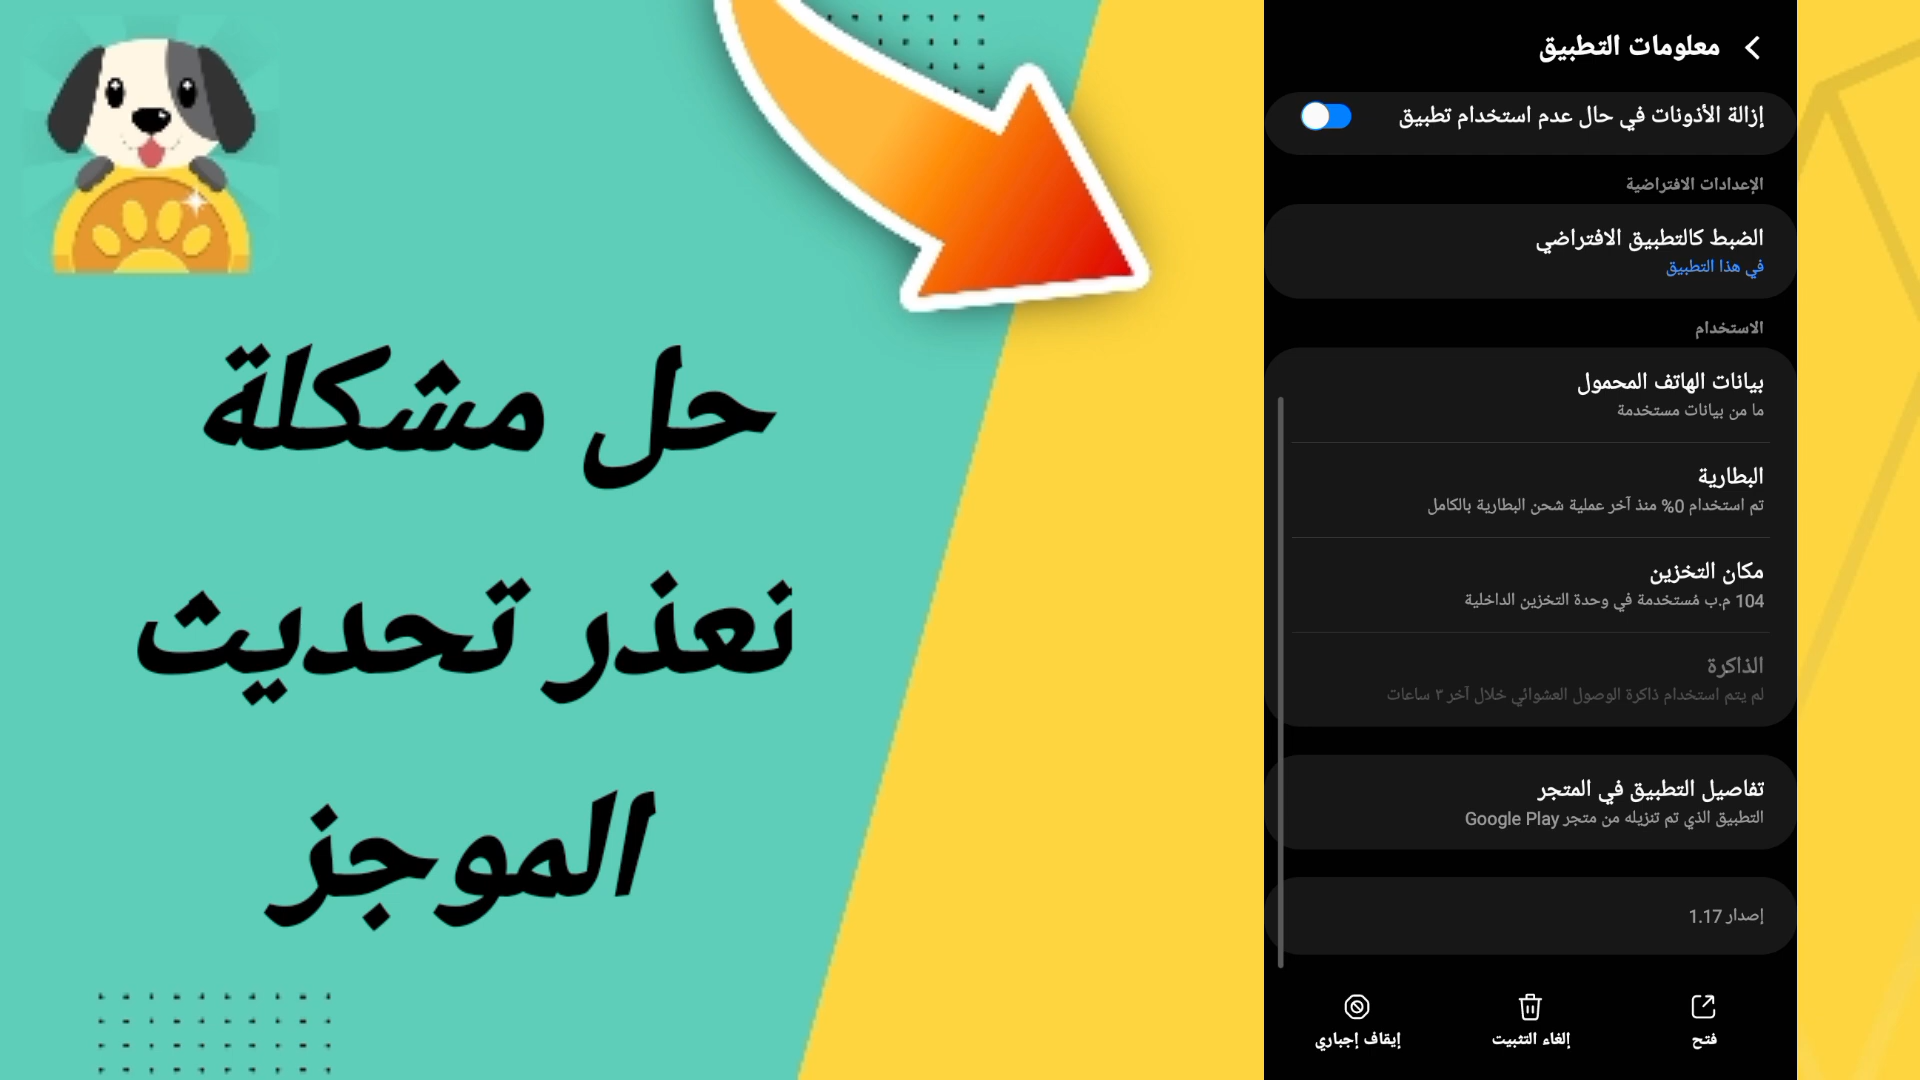 حل مشكلة
نعذر تحديث
الموجز
معلومات التطبيق
إزالة الأذونات في حال عدم استخدام تطبيق
الإعدادات الافتراضية
الضبط كالتطبيق الافتراضي
في هذا التطبيق
الاستخدام
بيانات الهاتف المحمول
ما من بيانات مستخدمة
البطارية
تم استخدام 0% منذ آخر عملية شحن البطارية بالكامل
مكان التخزين
104 م.ب مُستخدمة في وحدة التخزين الداخلية
الذاكرة
لم يتم استخدام ذاكرة الوصول العشوائي خلال آخر ٣ ساعات
تفاصيل التطبيق في المتجر
التطبيق الذي تم تنزيله من متجر Google Play
إصدار 1.17
فتح
إلغاء التثبيت
إيقاف إجباري